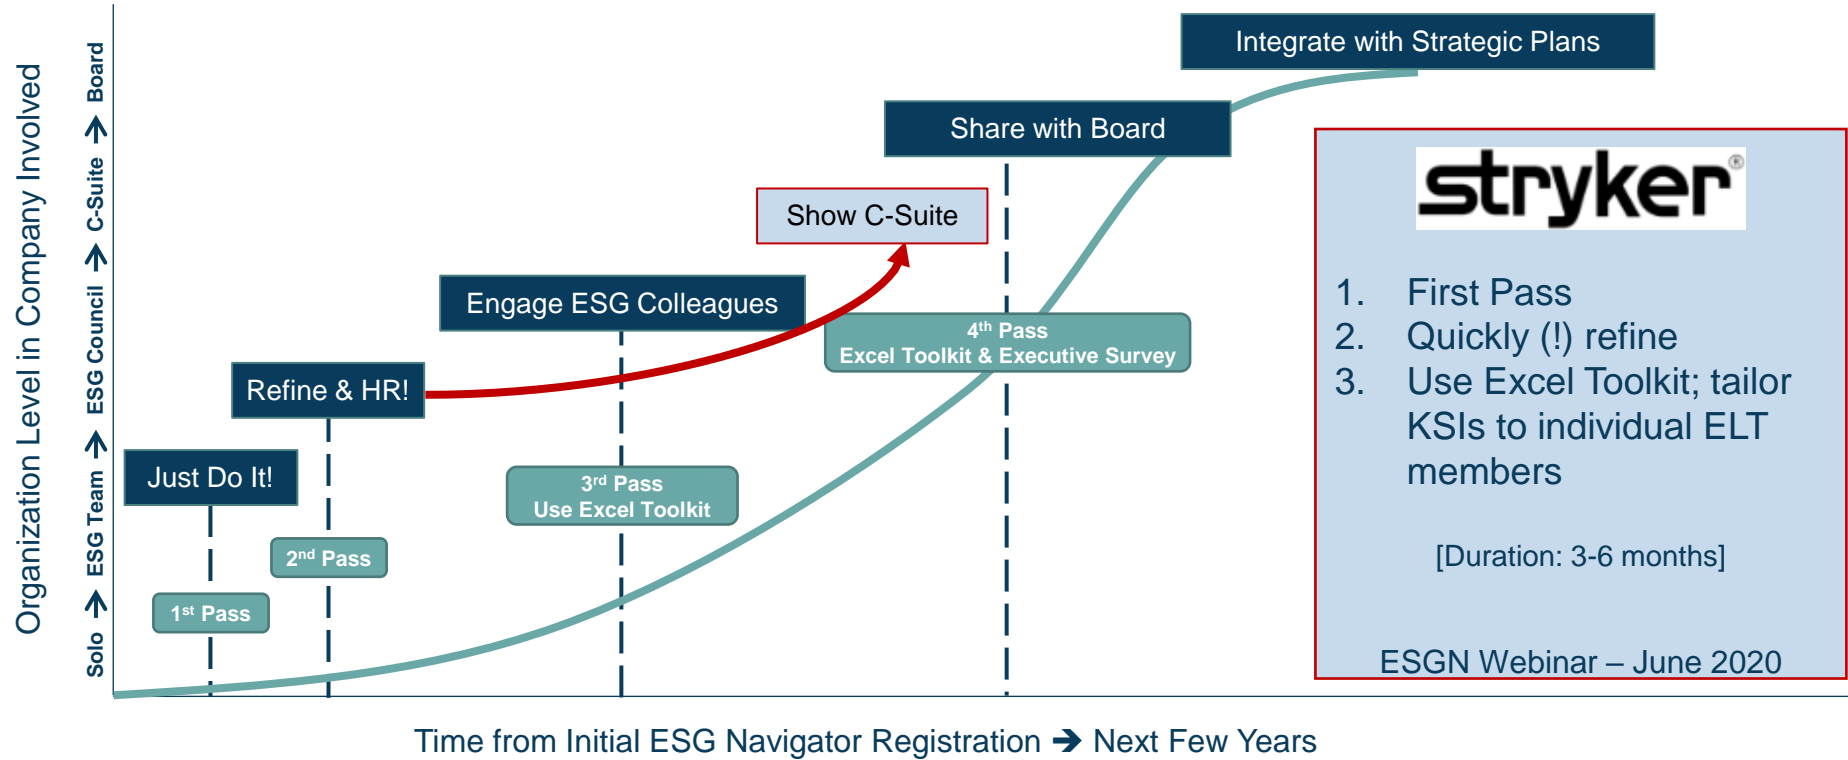 Integrate with Strategic Plans
Share with Board
Show C-Suite
Engage ESG Colleagues
Refine & HR!
Just Do It!
4th Pass
Excel Toolkit & Executive Survey
3rd Pass
Use Excel Toolkit
2nd Pass
1st Pass
Organization Level in Company Involved
Solo → ESG Team → ESG Council → C-Suite → Board
Time from Initial ESG Navigator Registration → Next Few Years
stryker®
1. First Pass
2. Quickly (!) refine
3. Use Excel Toolkit; tailor
KSIs to individual ELT
members
[Duration: 3-6 months]
ESGN Webinar – June 2020